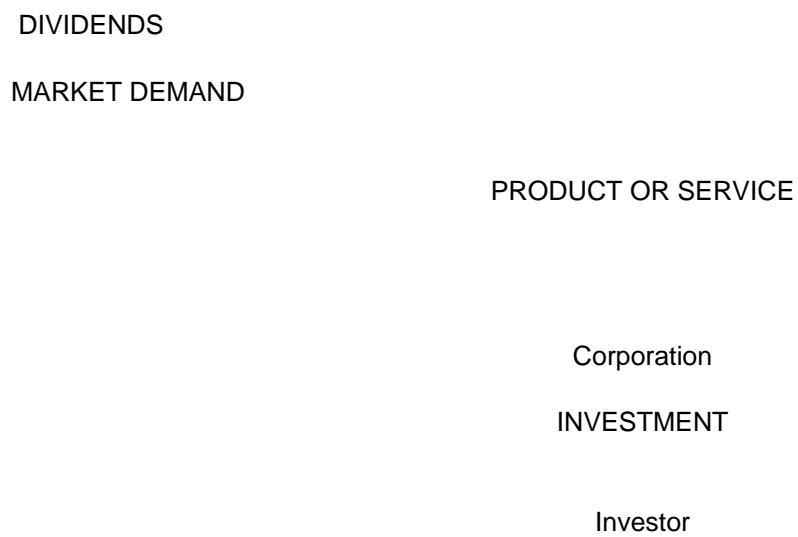 DIVIDENDS
MARKET DEMAND
PRODUCT OR SERVICE
Corporation
INVESTMENT
Investor